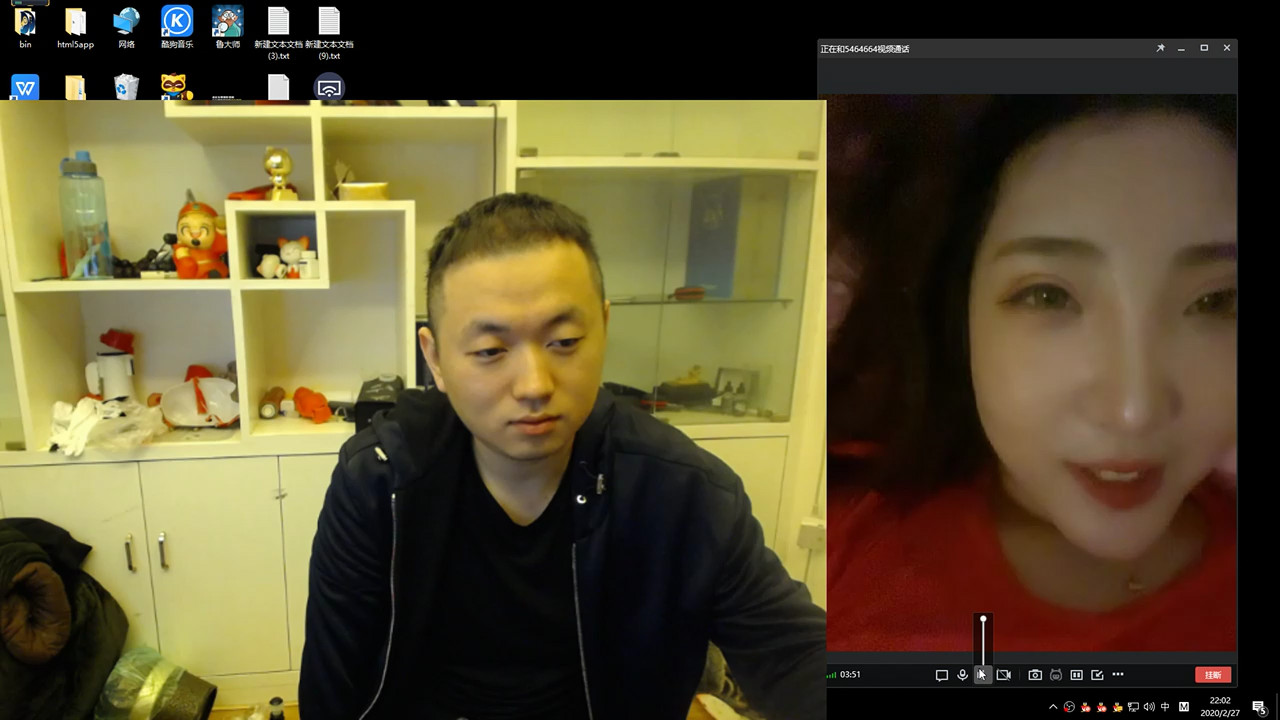 bin
html5app
网络
酷狗音乐
鲁大师
新建文本文档
(3).txt
新建文本文档
(9).txt
正在和5464664视频通话
03:51
挂断
中
M
22:02
2020/2/27
5